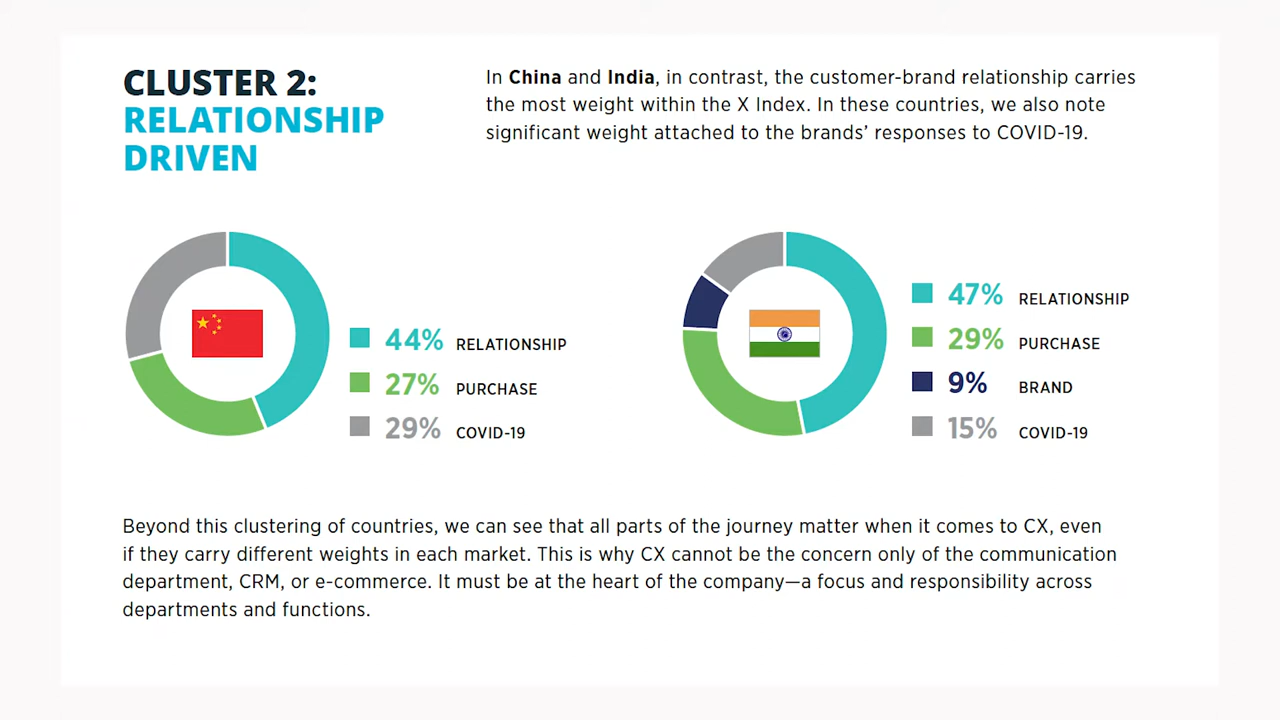 CLUSTER 2:
RELATIONSHIP
DRIVEN
In China and India, in contrast, the customer-brand relationship carries
the most weight within the X Index. In these countries, we also note
significant weight attached to the brands’ responses to COVID-19.
44% RELATIONSHIP
27% PURCHASE
29% COVID-19
47% RELATIONSHIP
29% PURCHASE
9% BRAND
15% COVID-19
Beyond this clustering of countries, we can see that all parts of the journey matter when it comes to CX, even
if they carry different weights in each market. This is why CX cannot be the concern only of the communication
department, CRM, or e-commerce. It must be at the heart of the company—a focus and responsibility across
departments and functions.